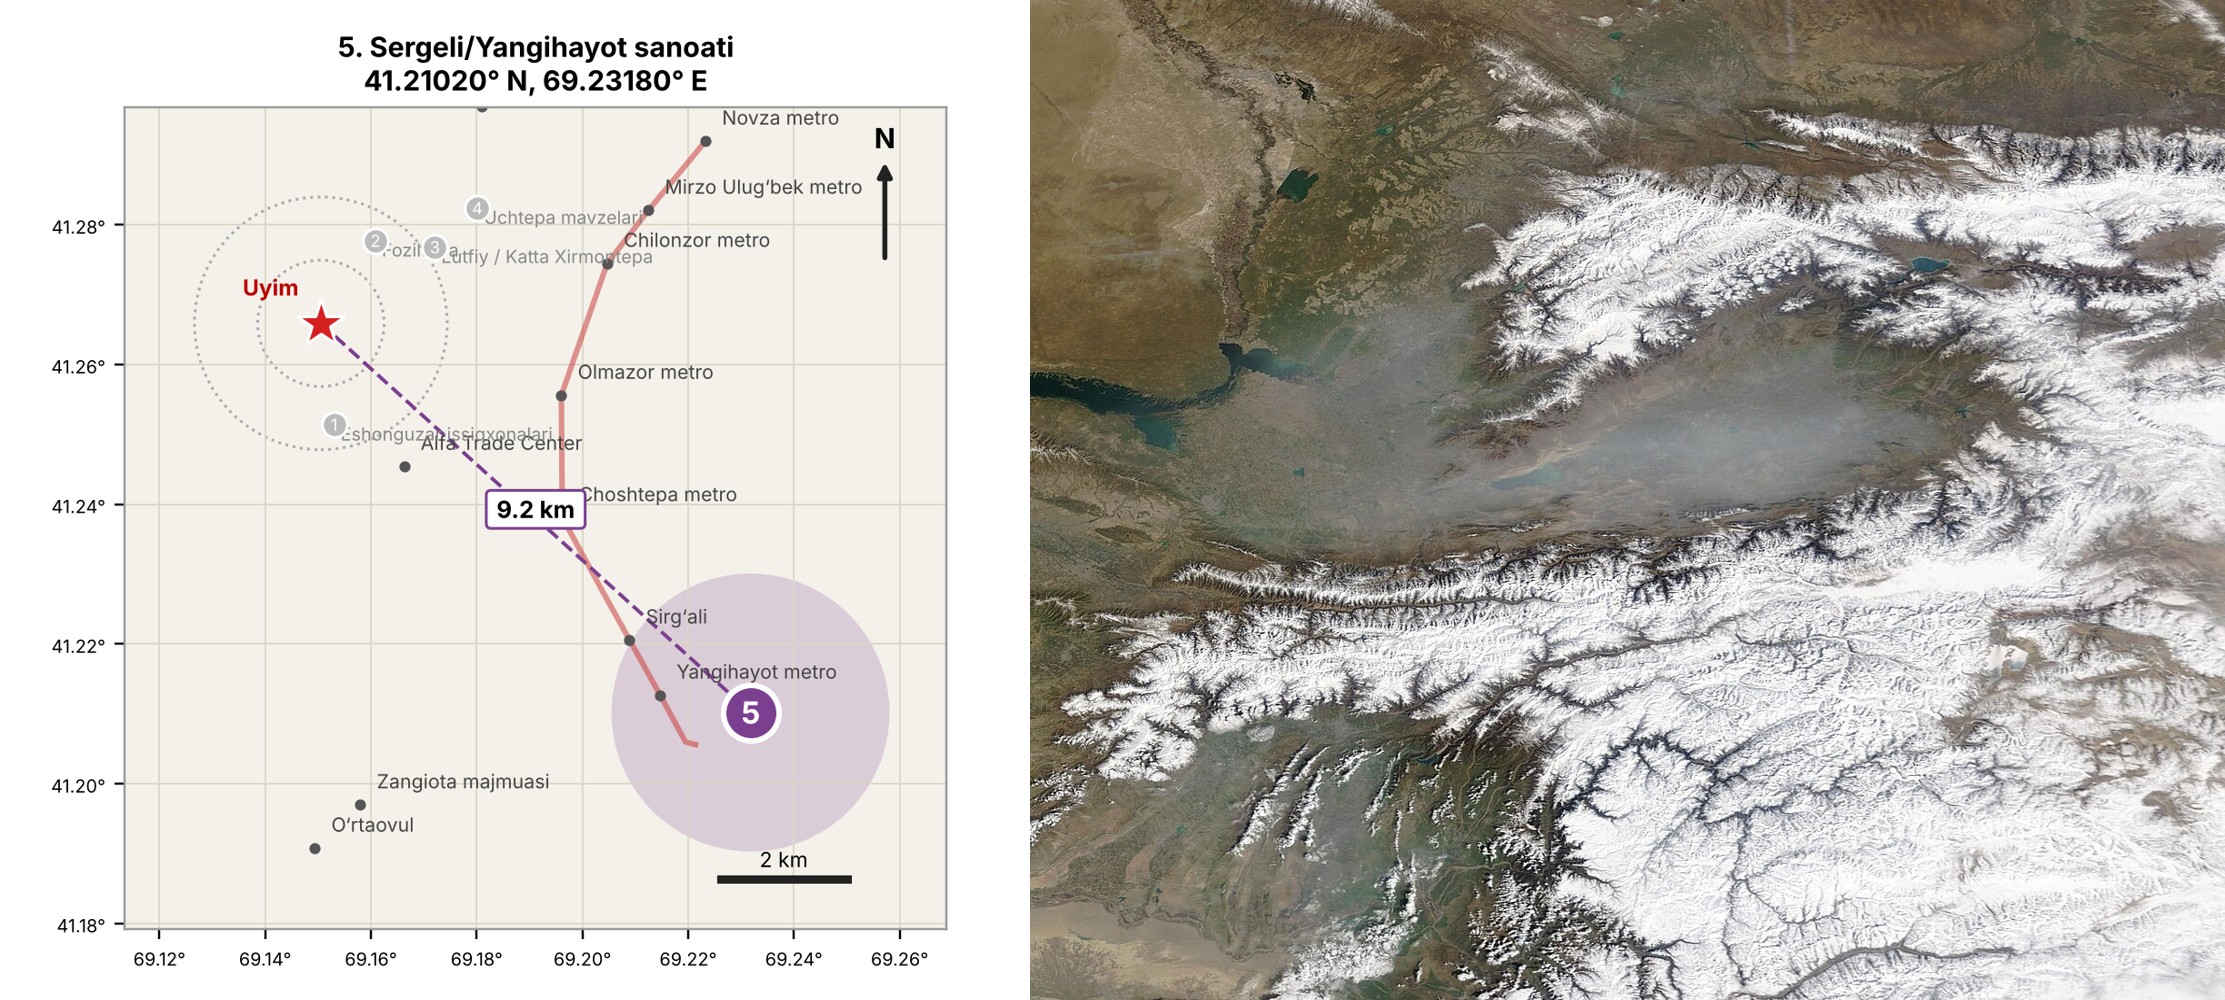 5. Sergeli/Yangihayot sanoati
41.21020° N, 69.23180° E
Novza metro
N
Mirzo Ulug‘bek metro
4
Uchtepa mavzelari
41.28°
2
3
Chilonzor metro
Lutfiy / Katta Xirmontepa
Uyim
41.26°
Olmazor metro
1
Eshonguzar issiqxonalari
Alfa Trade Center
41.24°
9.2 km
Choshtepa metro
41.22°
Sirg‘ali
Yangihayot metro
5
41.20°
Zangiota majmuasi
O‘rtaovul
2 km
41.18°
69.12° 69.14° 69.16° 69.18° 69.20° 69.22° 69.24° 69.26°